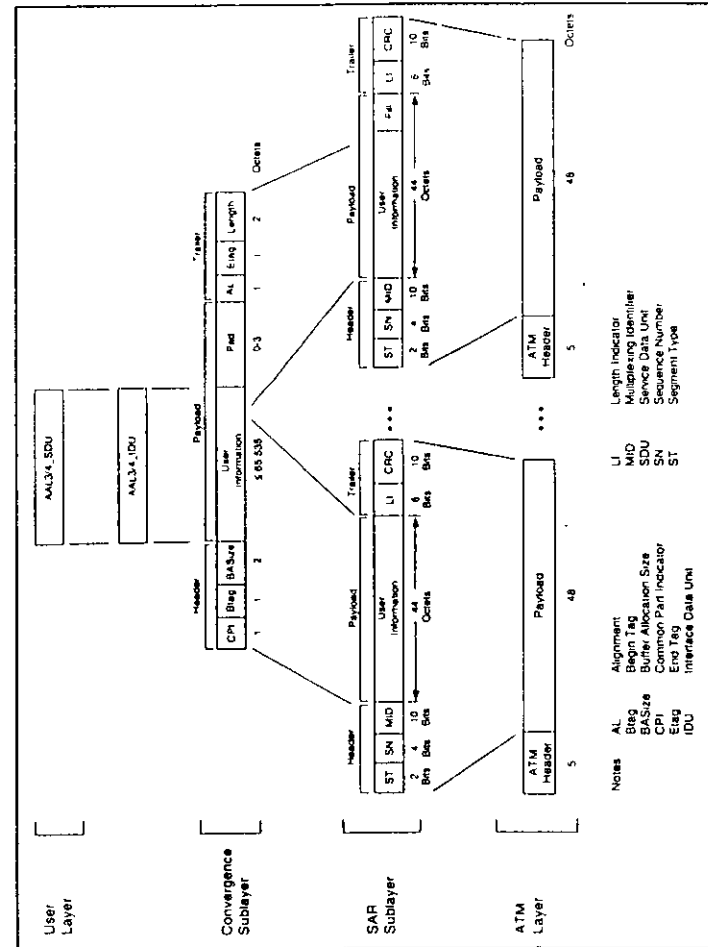 User
Layer
AAL3/4_SDU
AAL3/4_IDU
Convergence
Sublayer
Header Payload Trailer
CPI Btag BASize User Information Pad AL Etag Length
1 1 2 ≤ 65 535 0-3 1 1 2 Octets
SAR
Sublayer
Header Payload Trailer Header Payload Trailer
ST SN MID User Information LI CRC ••• ST SN MID User Information LI CRC
2 Bits 4 Bits 10 Bits 44 Octets 6 Bits 10 Bits 2 Bits 4 Bits 10 Bits 44 Octets 6 Bits 10 Bits
ATM
Layer
ATM Header Payload ••• ATM Header Payload
5 48 5 48 Octets
Notes
AL Alignment
Btag Begin Tag
BASize Buffer Allocation Size
CPI Common Part Indicator
Etag End Tag
IDU Interface Data Unit
LI Length Indicator
MID Multiplexing Identifier
SDU Service Data Unit
SN Sequence Number
ST Segment Type